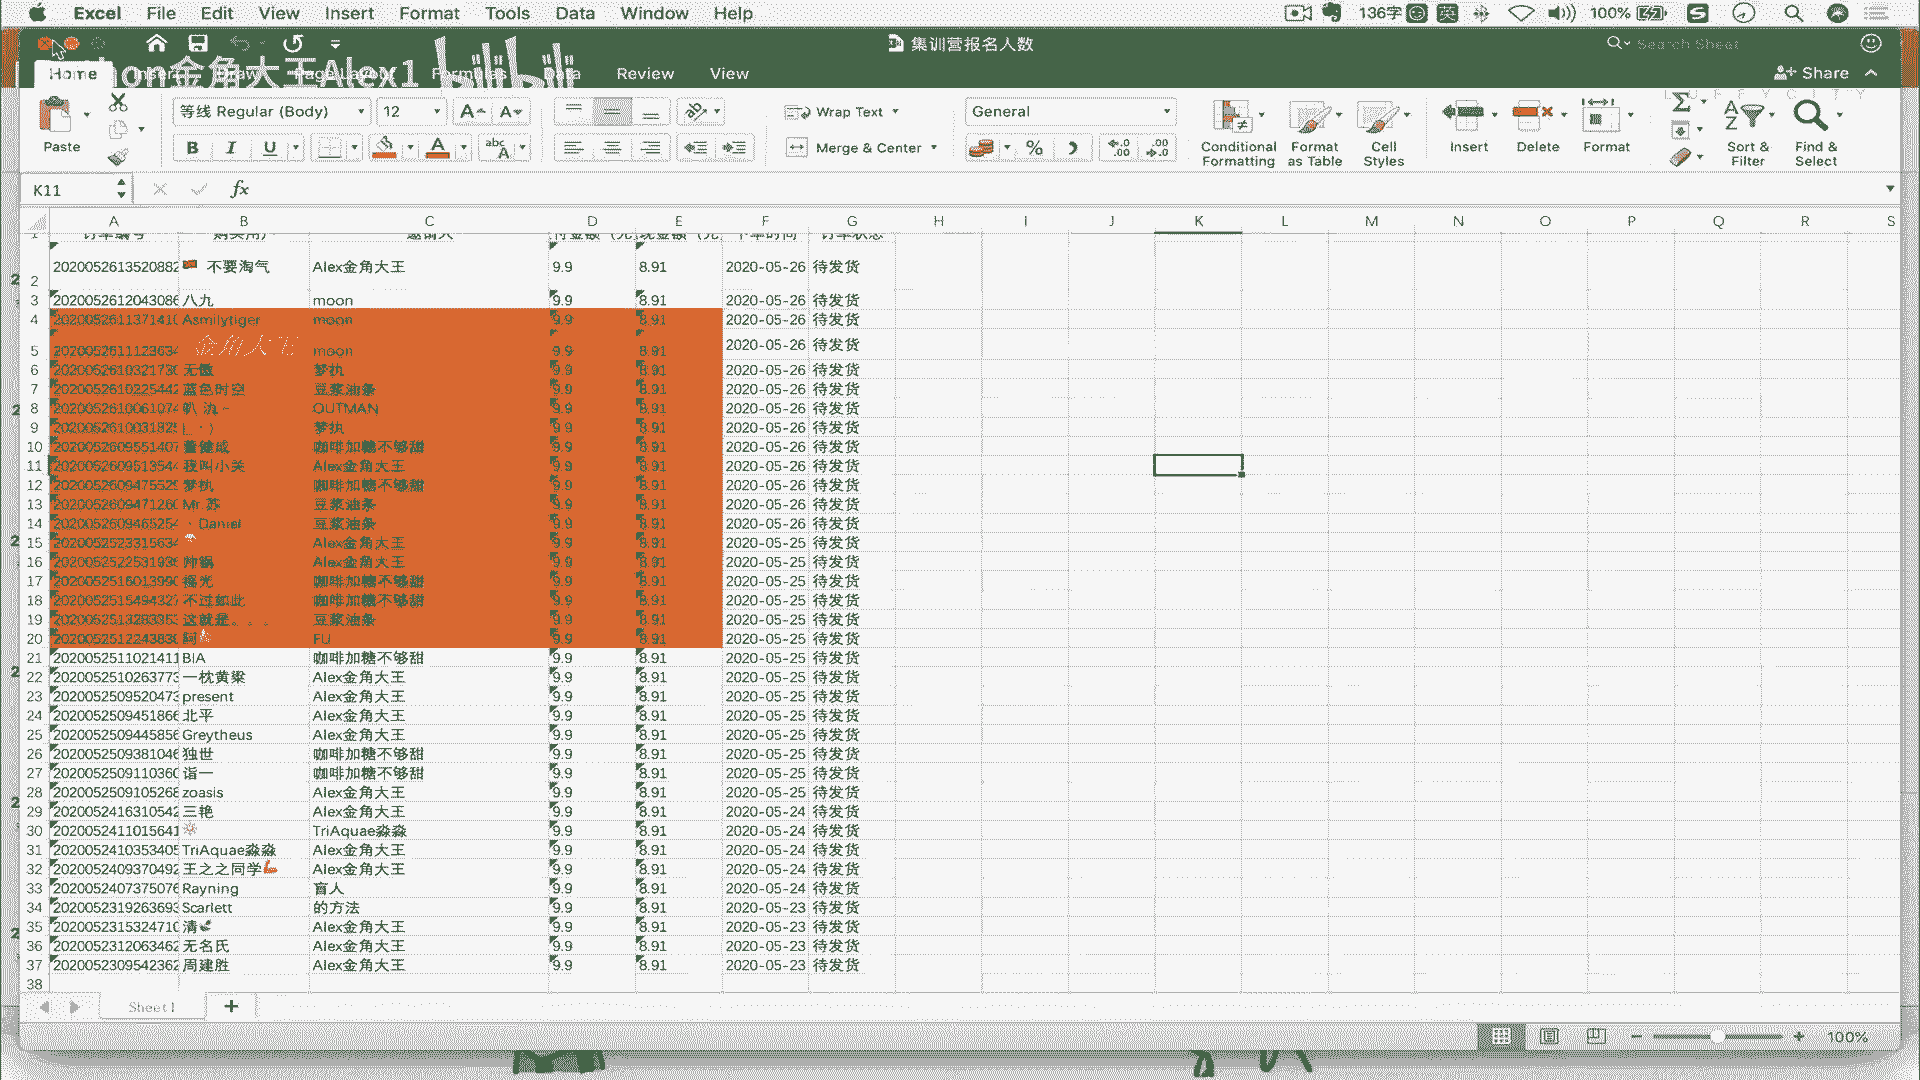 Excel File Edit View Insert Format Tools Data Window Help 136字 英 100%
集训营报名人数 Search Sheet
Home Insert Draw Page Layout Formulas Data Review View Share
hon金角大王Alex1 bilibili
等线 Regular (Body) 12 Wrap Text General
Paste B I U A A abc Merge & Center % Conditional Formatting Format as Table Cell Styles Insert Delete Format Sort & Filter Find & Select
K11 fx
A B C D E F G H I J K L M N O P Q R S
1 订单编号 购买用户 邀请人 下单时间 订单状态
2 2020052613520882 不要淘气 Alex金角大王 9.9 8.91 2020-05-26 待发货
3 2020052612043086 八九 moon 9.9 8.91 2020-05-26 待发货
4 Asmilytiger moon 9.9 8.91 2020-05-26 待发货
5 金角大王 moon 9.9 8.91 2020-05-26 待发货
6 梦执 9.9 8.91 2020-05-26 待发货
7 蓝色时空 豆浆油条 9.9 8.91 2020-05-26 待发货
8 OUTMAN 9.9 8.91 2020-05-26 待发货
9 梦执 9.9 8.91 2020-05-26 待发货
10 董健成 咖啡加糖不够甜 9.9 8.91 2020-05-26 待发货
11 我叫小关 Alex金角大王 9.9 8.91 2020-05-26 待发货
12 梦执 咖啡加糖不够甜 9.9 8.91 2020-05-26 待发货
13 Mr.苏 豆浆油条 9.9 8.91 2020-05-26 待发货
14 · Daniel 豆浆油条 9.9 8.91 2020-05-26 待发货
15 Alex金角大王 9.9 8.91 2020-05-25 待发货
16 帅锅 Alex金角大王 9.9 8.91 2020-05-25 待发货
17 摇光 咖啡加糖不够甜 9.9 8.91 2020-05-25 待发货
18 不过如此 咖啡加糖不够甜 9.9 8.91 2020-05-25 待发货
19 这就是。。。 豆浆油条 9.9 8.91 2020-05-25 待发货
20 阿 FU 9.9 8.91 2020-05-25 待发货
21 2020052511021411 BIA 咖啡加糖不够甜 9.9 8.91 2020-05-25 待发货
22 2020052510263773 一枕黄粱 Alex金角大王 9.9 8.91 2020-05-25 待发货
23 2020052509520473 present Alex金角大王 9.9 8.91 2020-05-25 待发货
24 2020052509451866 北平 Alex金角大王 9.9 8.91 2020-05-25 待发货
25 2020052509445856 Greytheus Alex金角大王 9.9 8.91 2020-05-25 待发货
26 2020052509381046 独世 咖啡加糖不够甜 9.9 8.91 2020-05-25 待发货
27 2020052509110360 诣一 咖啡加糖不够甜 9.9 8.91 2020-05-25 待发货
28 2020052509105268 zoasis Alex金角大王 9.9 8.91 2020-05-25 待发货
29 2020052416310542 三艳 Alex金角大王 9.9 8.91 2020-05-24 待发货
30 2020052411015641 TriAquae淼淼 9.9 8.91 2020-05-24 待发货
31 2020052410353405 TriAquae淼淼 Alex金角大王 9.9 8.91 2020-05-24 待发货
32 2020052409370492 王之之同学 Alex金角大王 9.9 8.91 2020-05-24 待发货
33 2020052407375076 Rayning 盲人 9.9 8.91 2020-05-24 待发货
34 2020052319263693 Scarlett 的方法 9.9 8.91 2020-05-23 待发货
35 2020052315324710 清 Alex金角大王 9.9 8.91 2020-05-23 待发货
36 2020052312063462 无名氏 Alex金角大王 9.9 8.91 2020-05-23 待发货
37 2020052309542362 周建胜 Alex金角大王 9.9 8.91 2020-05-23 待发货
38
Sheet1
100%